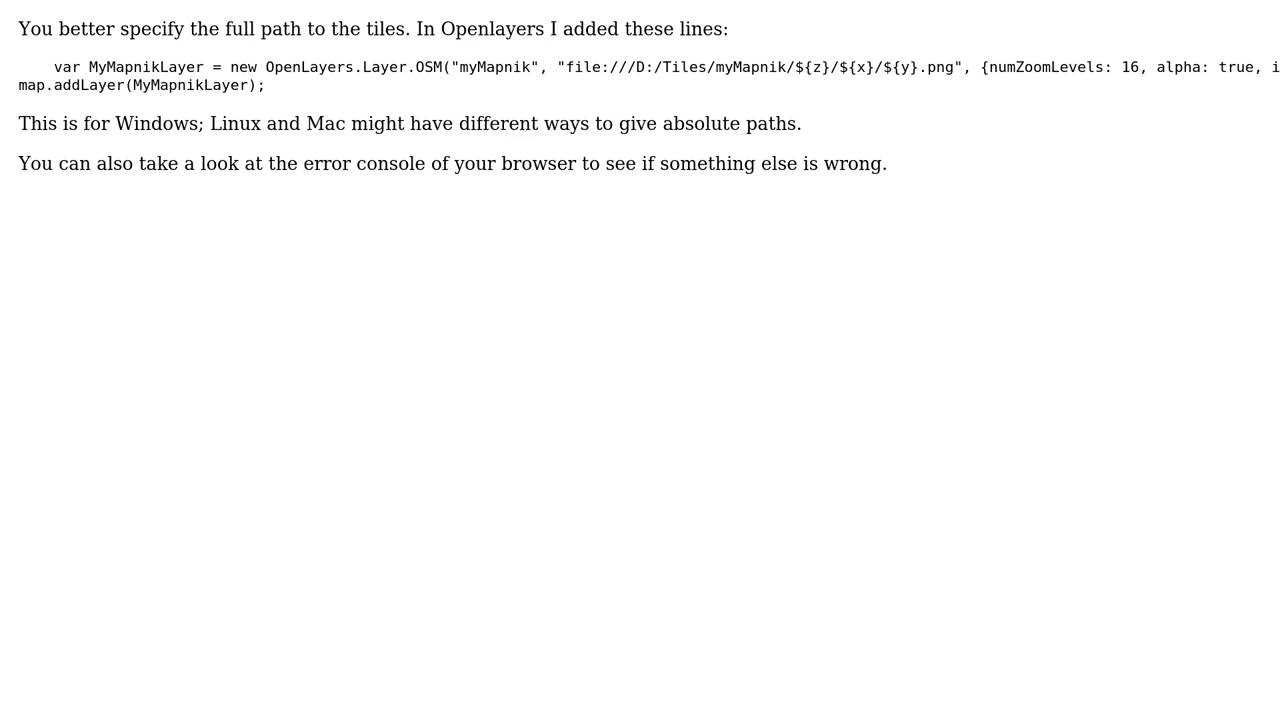 You better specify the full path to the tiles. In Openlayers I added these lines:
var MyMapnikLayer = new OpenLayers.Layer.OSM("myMapnik", "file:///D:/Tiles/myMapnik/${z}/${x}/${y}.png", {numZoomLevels: 16, alpha: true, i
map.addLayer(MyMapnikLayer);
This is for Windows; Linux and Mac might have different ways to give absolute paths.
You can also take a look at the error console of your browser to see if something else is wrong.